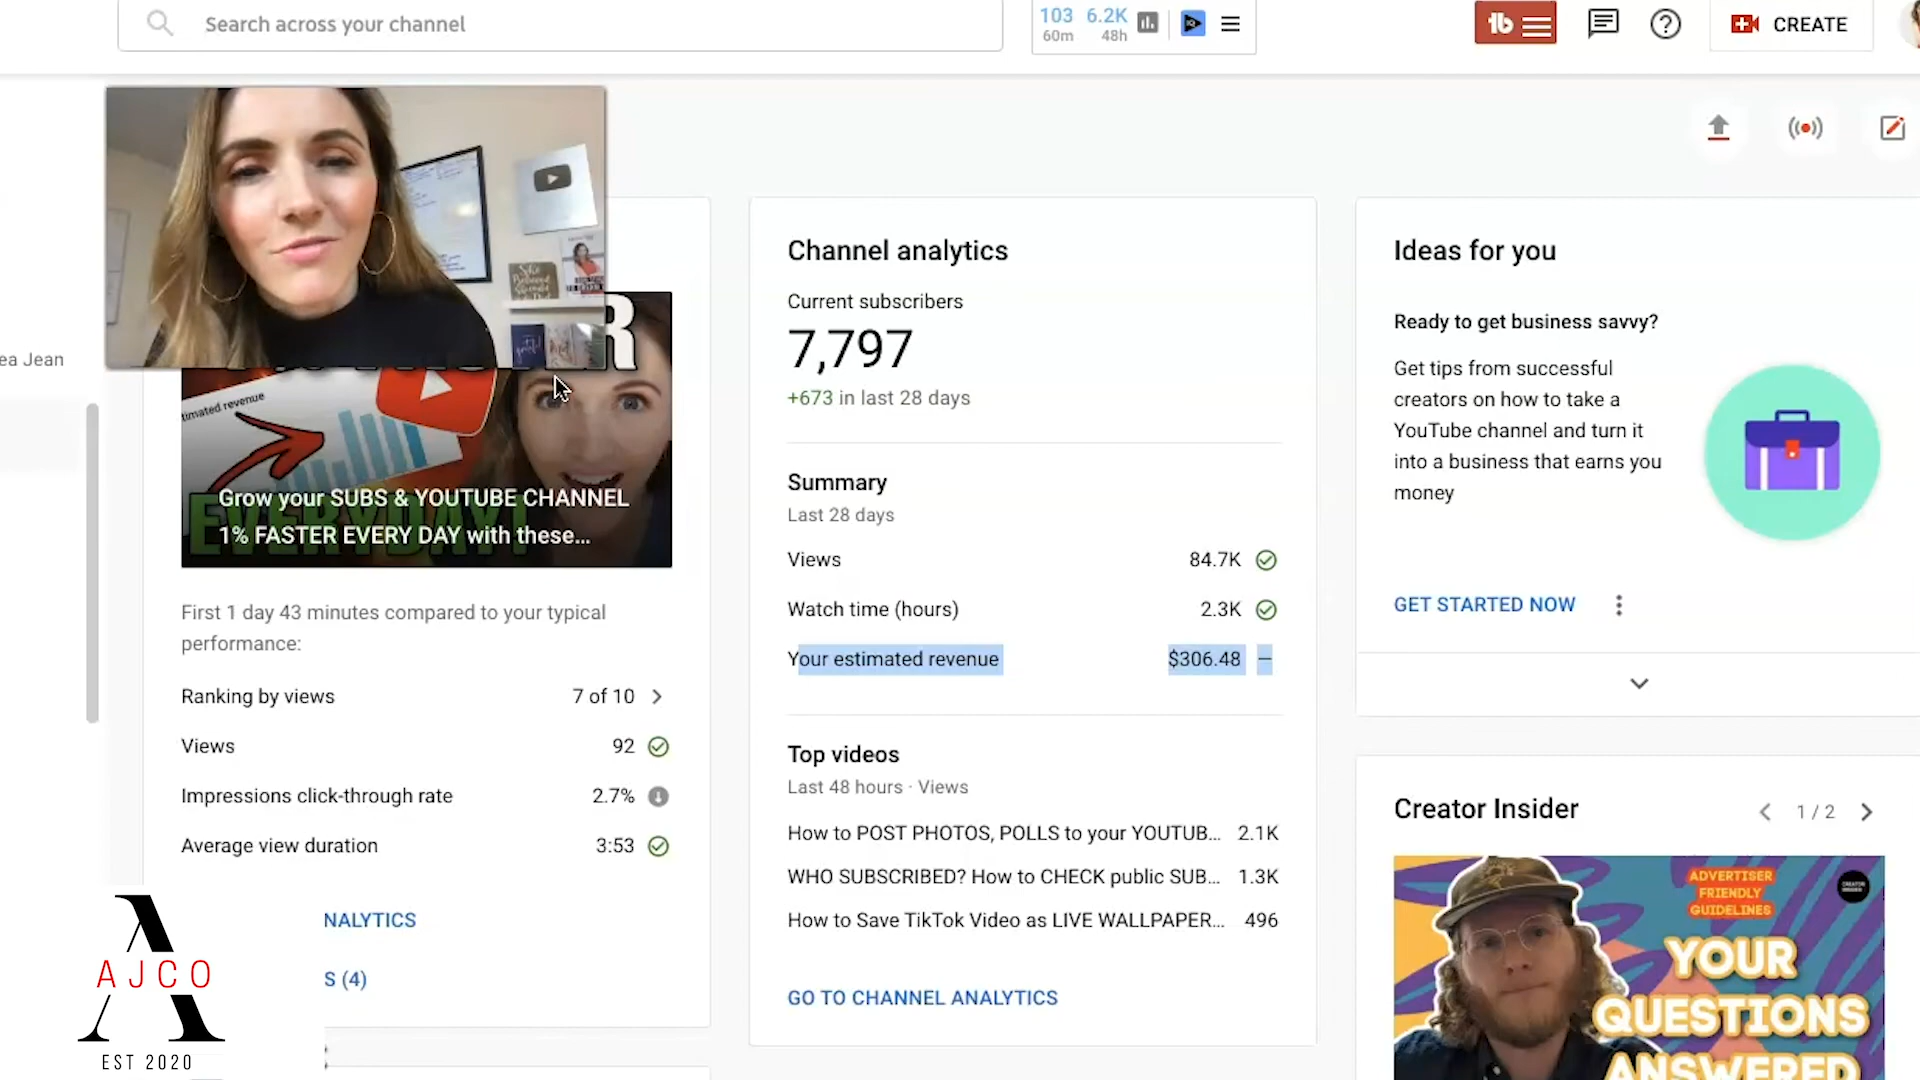 Search across your channel
103 6.2K
60m 48h
CREATE
ea Jean
timated revenue
Grow your SUBS & YOUTUBE CHANNEL
1% FASTER EVERY DAY with these...
First 1 day 43 minutes compared to your typical
performance:
Ranking by views 7 of 10
Views 92
Impressions click-through rate 2.7%
Average view duration 3:53
NALYTICS
S (4)
AJCO
EST 2020
Channel analytics
Current subscribers
7,797
+673 in last 28 days
Summary
Last 28 days
Views 84.7K
Watch time (hours) 2.3K
Your estimated revenue $306.48 —
Top videos
Last 48 hours · Views
How to POST PHOTOS, POLLS to your YOUTUB... 2.1K
WHO SUBSCRIBED? How to CHECK public SUB... 1.3K
How to Save TikTok Video as LIVE WALLPAPER... 496
GO TO CHANNEL ANALYTICS
Ideas for you
Ready to get business savvy?
Get tips from successful
creators on how to take a
YouTube channel and turn it
into a business that earns you
money
GET STARTED NOW
Creator Insider 1 / 2
ADVERTISER
FRIENDLY
GUIDELINES
YOUR
QUESTIONS
ANSWERED